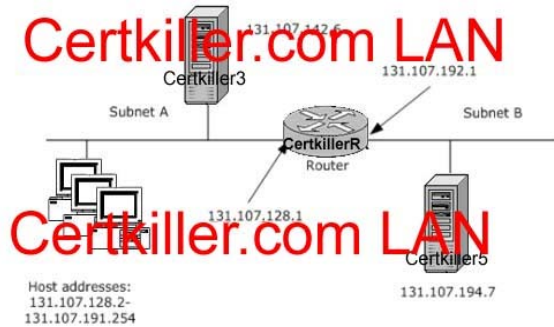 Certkiller.com LAN
131.107.142.6
Certkiller3
131.107.192.1
Subnet A
Subnet B
CertkillerR .
Router
131.107.128.1
Certkiller.com LAN
Certkiller5
131.107.194.7
Host addresses:
131.107.128.2-
131.107.191.254